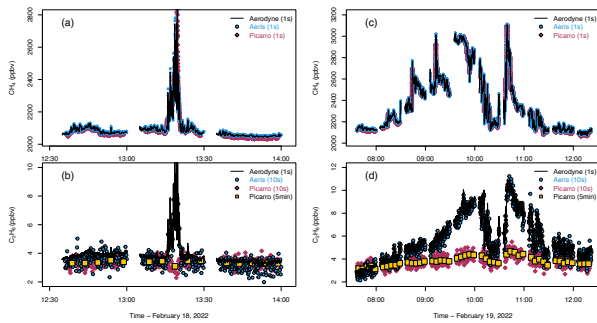 (a)
Aerodyne (1s)
Aeris (1s)
Picarro (1s)
CH₄ (ppbv)
2800
2600
2400
2200
2000
12:30
13:00
13:30
14:00
(c)
Aerodyne (1s)
Aeris (1s)
Picarro (1s)
CH₄ (ppbv)
3200
3000
2800
2600
2400
2200
2000
08:00
09:00
10:00
11:00
12:00
(b)
Aerodyne (1s)
Aeris (10s)
Picarro (10s)
Picarro (5min)
C₂H₆ (ppbv)
10
8
6
4
2
12:30
13:00
13:30
14:00
Time − February 18, 2022
(d)
Aerodyne (1s)
Aeris (10s)
Picarro (10s)
Picarro (5min)
C₂H₆ (ppbv)
12
10
8
6
4
2
08:00
09:00
10:00
11:00
12:00
Time − February 19, 2022